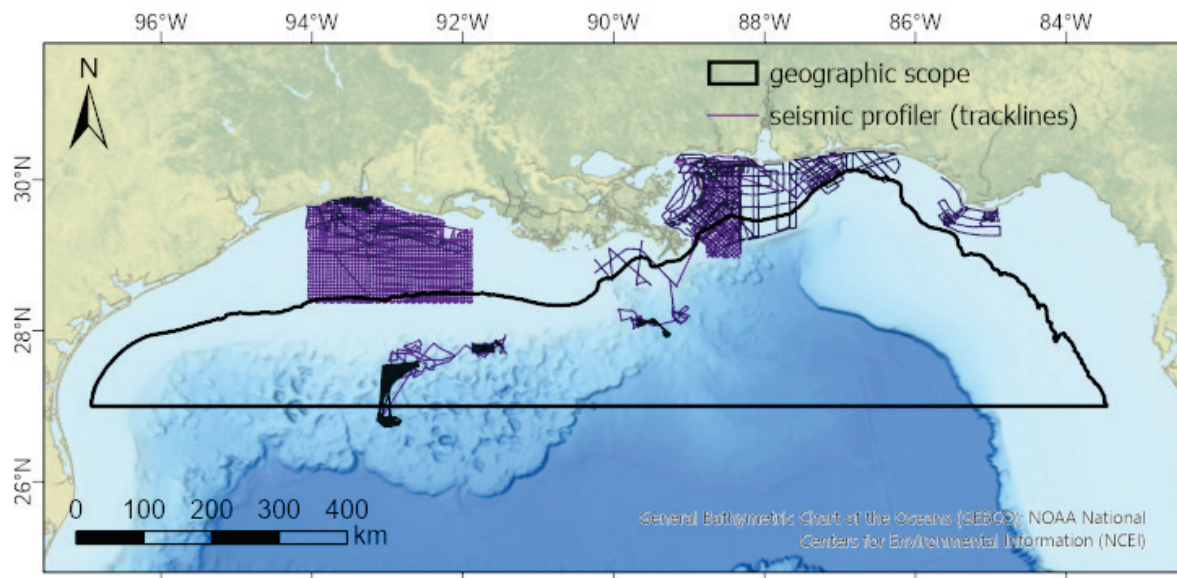 96°W 94°W 92°W 90°W 88°W 86°W 84°W
N
geographic scope
seismic profiler (tracklines)
30°N
28°N
26°N
0 100 200 300 400
km
General Bathymetric Chart of the Oceans (GEBCO); NOAA National
Centers for Environmental Information (NCEI)